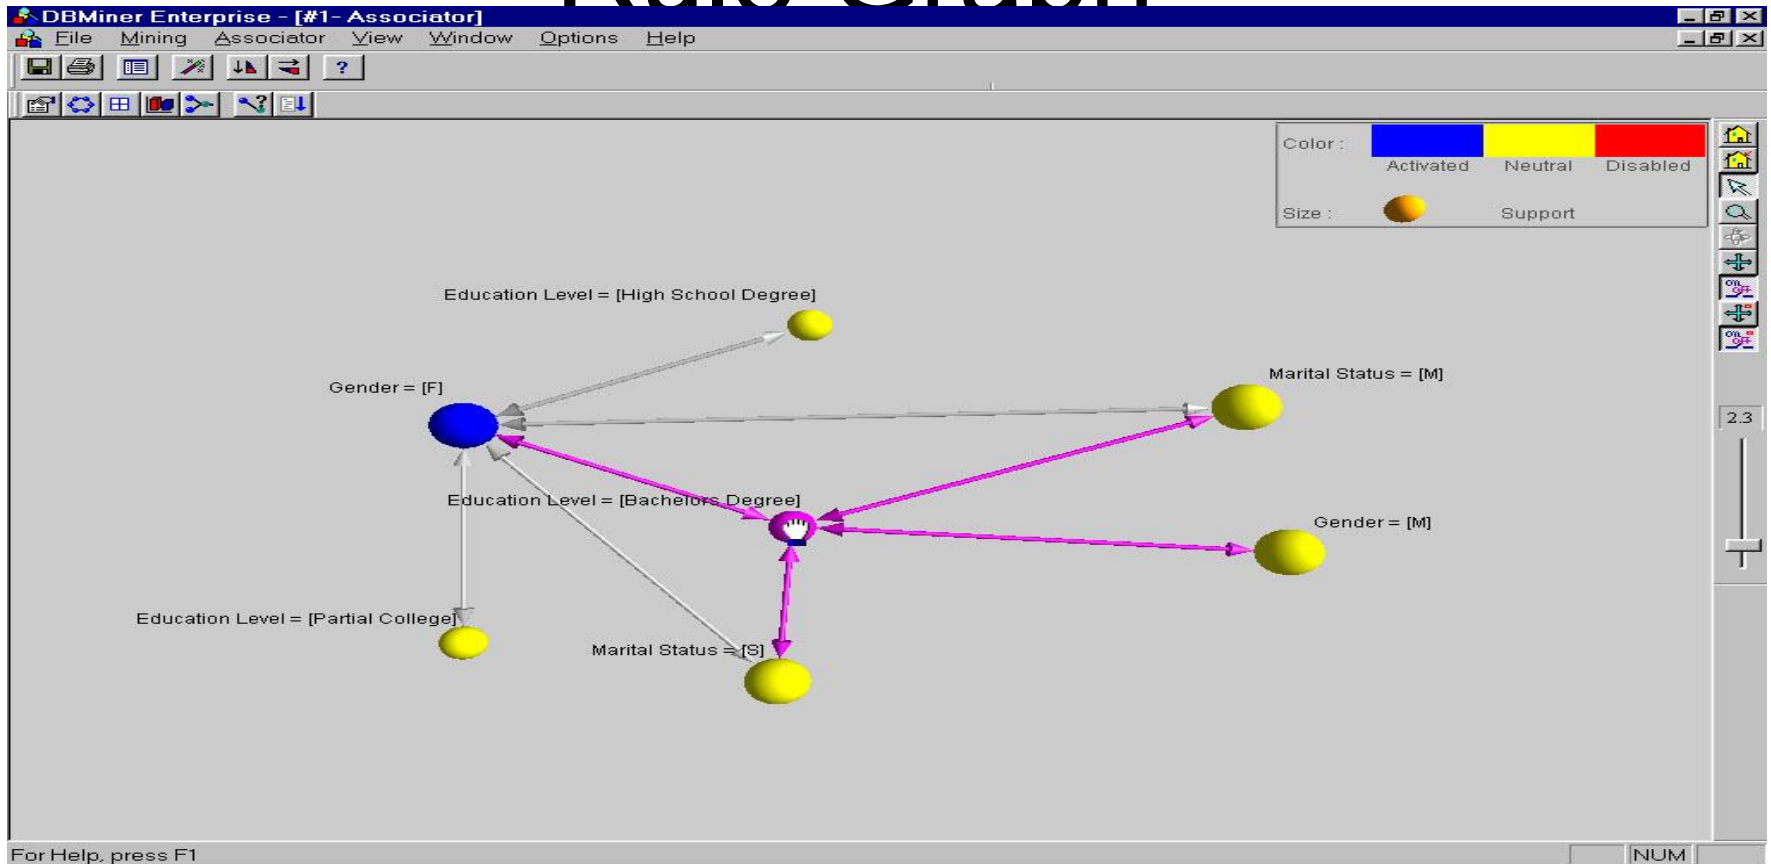 Rule Graph
DBMiner Enterprise - [#1- Associator]
File Mining Associator View Window Options Help
Color :
Activated Neutral Disabled
Size : Support
Education Level = [High School Degree]
Marital Status = [M]
Gender = [F]
2.3
Education Level = [Bachelors Degree]
Gender = [M]
Education Level = [Partial College]
Marital Status = [S]
For Help, press F1 NUM